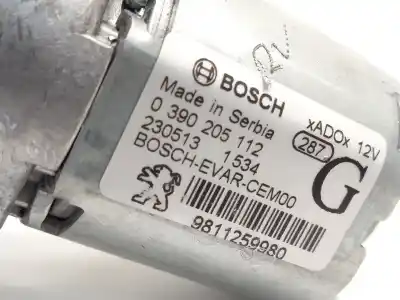 BOSCH
Made in Serbia
xADOx 12V
0 390 205 112
287
G
230513 1534
BOSCH-EVAR-CEM00
9811259980